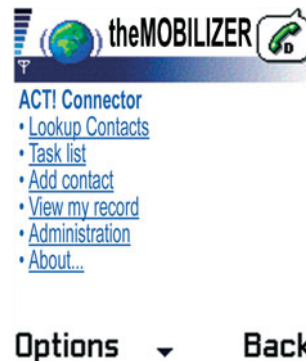 theMOBILIZER
D
ACT! Connector
• Lookup Contacts
• Task list
• Add contact
• View my record
• Administration
• About...
Options Back